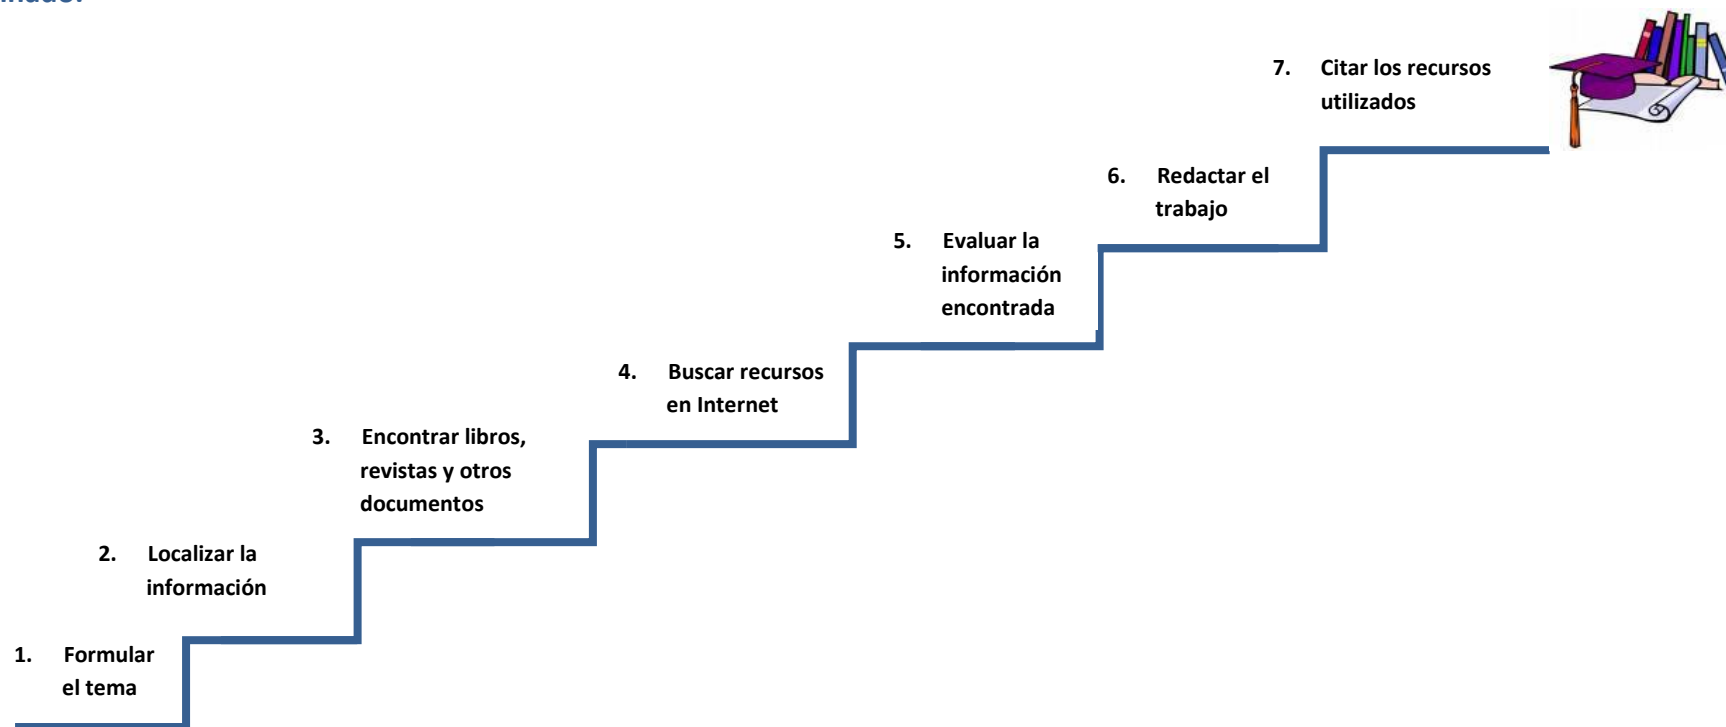 1. Formular
el tema
2. Localizar la
información
3. Encontrar libros,
revistas y otros
documentos
4. Buscar recursos
en Internet
5. Evaluar la
información
encontrada
6. Redactar el
trabajo
7. Citar los recursos
utilizados